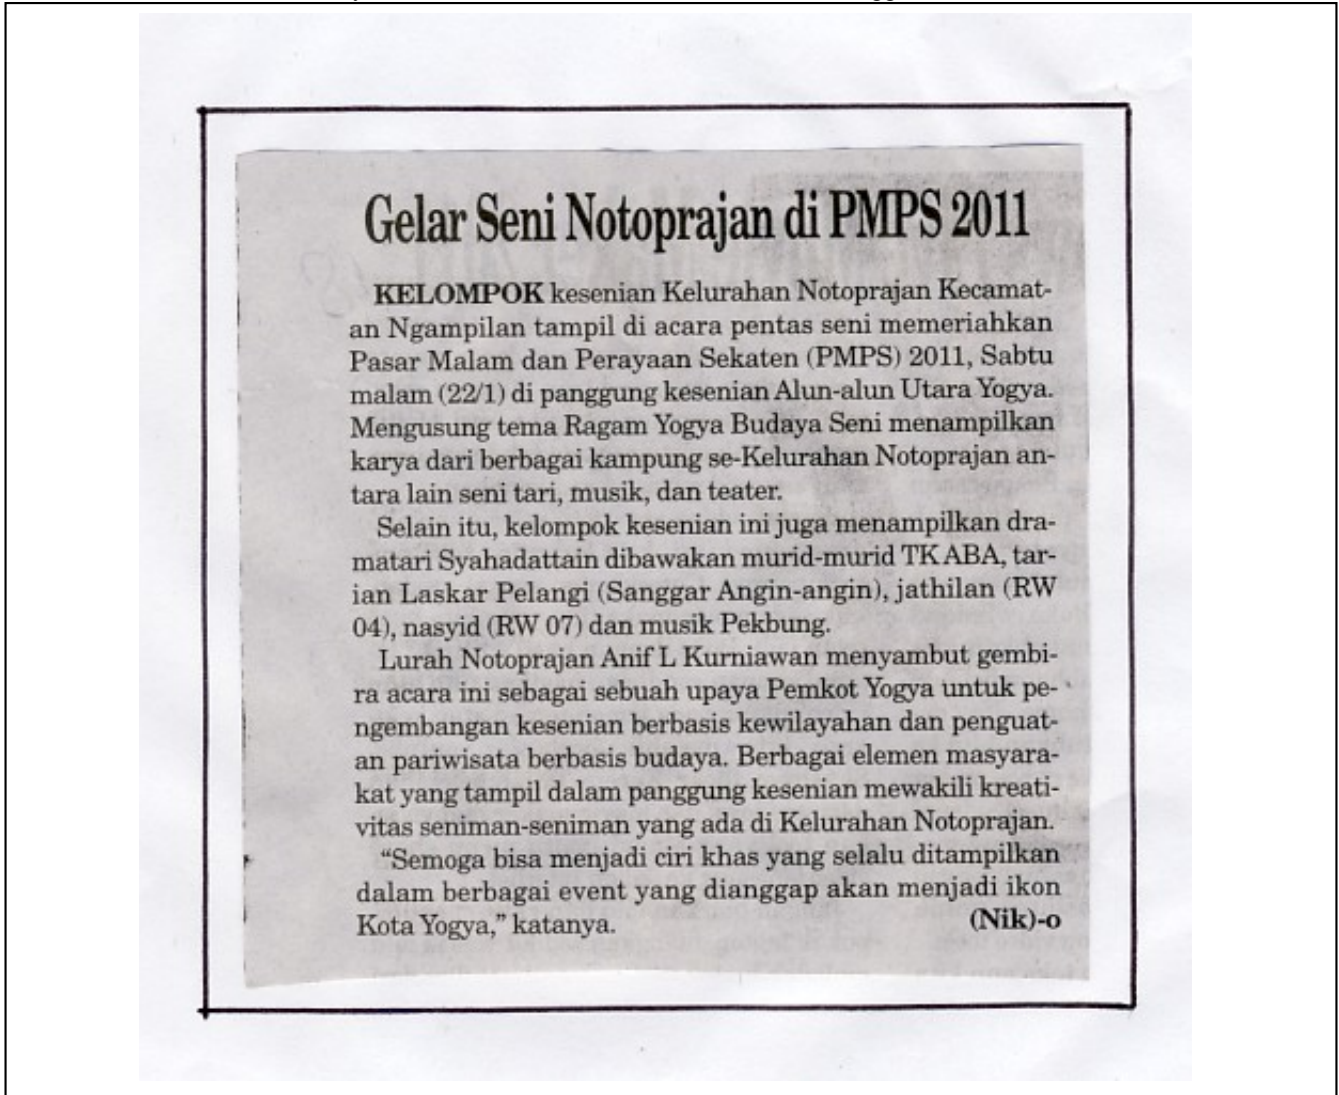 Gelar Seni Notoprajan di PMPS 2011
KELOMPOK kesenian Kelurahan Notoprajan Kecamat-
an Ngampilan tampil di acara pentas seni memeriahkan
Pasar Malam dan Perayaan Sekaten (PMPS) 2011, Sabtu
malam (22/1) di panggung kesenian Alun-alun Utara Yogya.
Mengusung tema Ragam Yogya Budaya Seni menampilkan
karya dari berbagai kampung se-Kelurahan Notoprajan an-
tara lain seni tari, musik, dan teater.
Selain itu, kelompok kesenian ini juga menampilkan dra-
matari Syahadattain dibawakan murid-murid TK ABA, tar-
ian Laskar Pelangi (Sanggar Angin-angin), jathilan (RW
04), nasyid (RW 07) dan musik Pekbung.
Lurah Notoprajan Anif L Kurniawan menyambut gembi-
ra acara ini sebagai sebuah upaya Pemkot Yogya untuk pe-
ngembangan kesenian berbasis kewilayahan dan penguat-
an pariwisata berbasis budaya. Berbagai elemen masyara-
kat yang tampil dalam panggung kesenian mewakili kreati-
vitas seniman-seniman yang ada di Kelurahan Notoprajan.
“Semoga bisa menjadi ciri khas yang selalu ditampilkan
dalam berbagai event yang dianggap akan menjadi ikon
Kota Yogya,” katanya. (Nik)-o